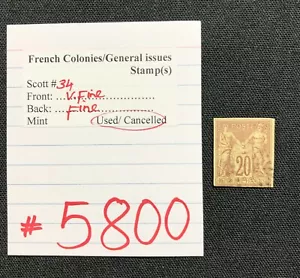 French Colonies/General issues
Stamp(s)
Scott #34
Front: ....V.Fine................
Back: ....Fine......................
Mint Used/ Cancelled
# 5800
20